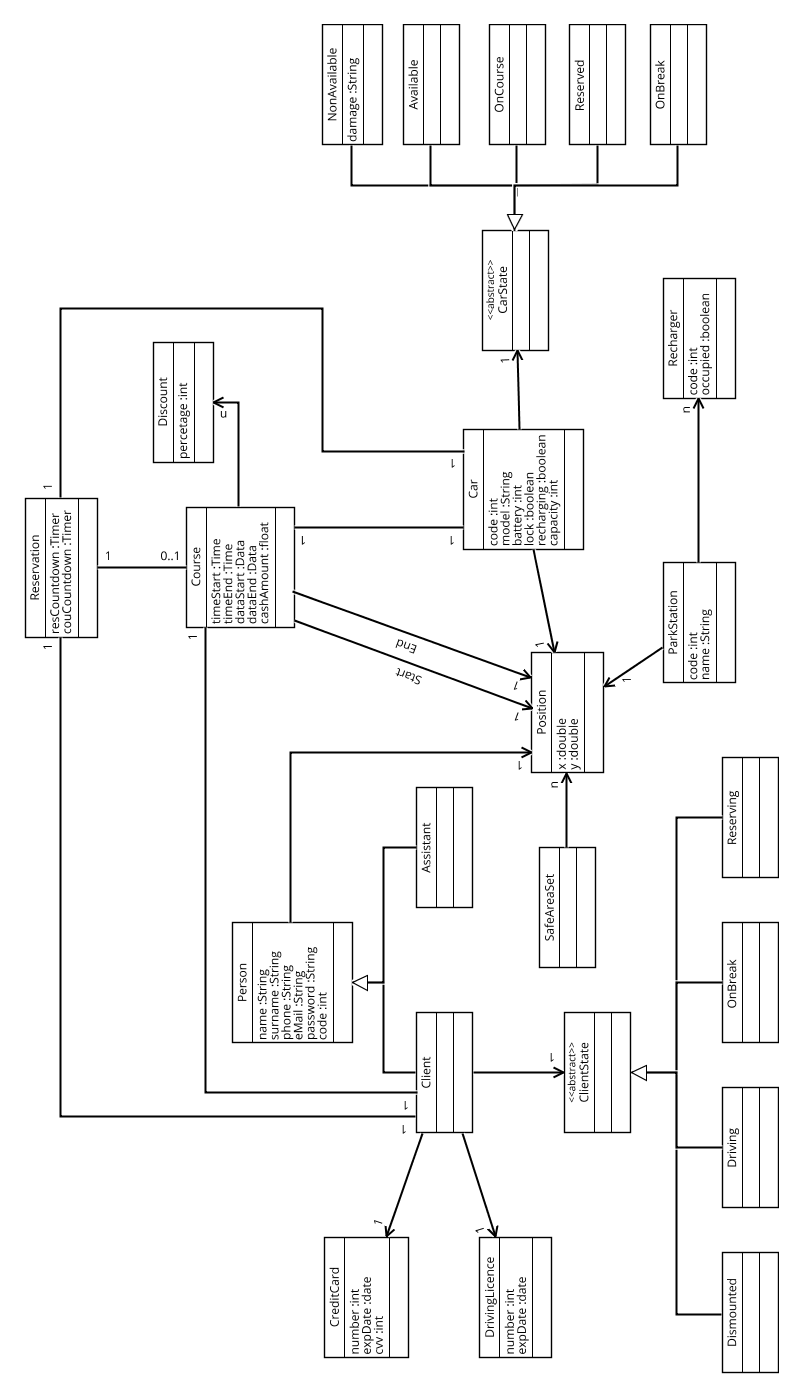 Reservation
resCountdown :Timer
couCountdown :Timer
1
1
1
0..1
Discount
percetage :int
n
Course
timeStart :Time
timeEnd :Time
dataStart :Data
dataEnd :Data
cashAmount :float
1
1
Person
name :String
surname :String
phone :String
eMail :String
password :String
code :int
NonAvailable
damage :String
Available
OnCourse
Reserved
OnBreak
<<abstract>>
CarState
1
Car
code :int
model :String
battery :int
lock :boolean
recharging :boolean
capacity :int
1
1
End
Start
1
1
1
1
Position
x :double
y :double
n
1
CreditCard
number :int
expDate :date
cvv :int
1
Client
1
1
Assistant
DrivingLicence
number :int
expDate :date
1
SafeAreaSet
<<abstract>>
ClientState
1
ParkStation
code :int
name :String
Recharger
code :int
occupied :boolean
n
Dismounted
Driving
OnBreak
Reserving